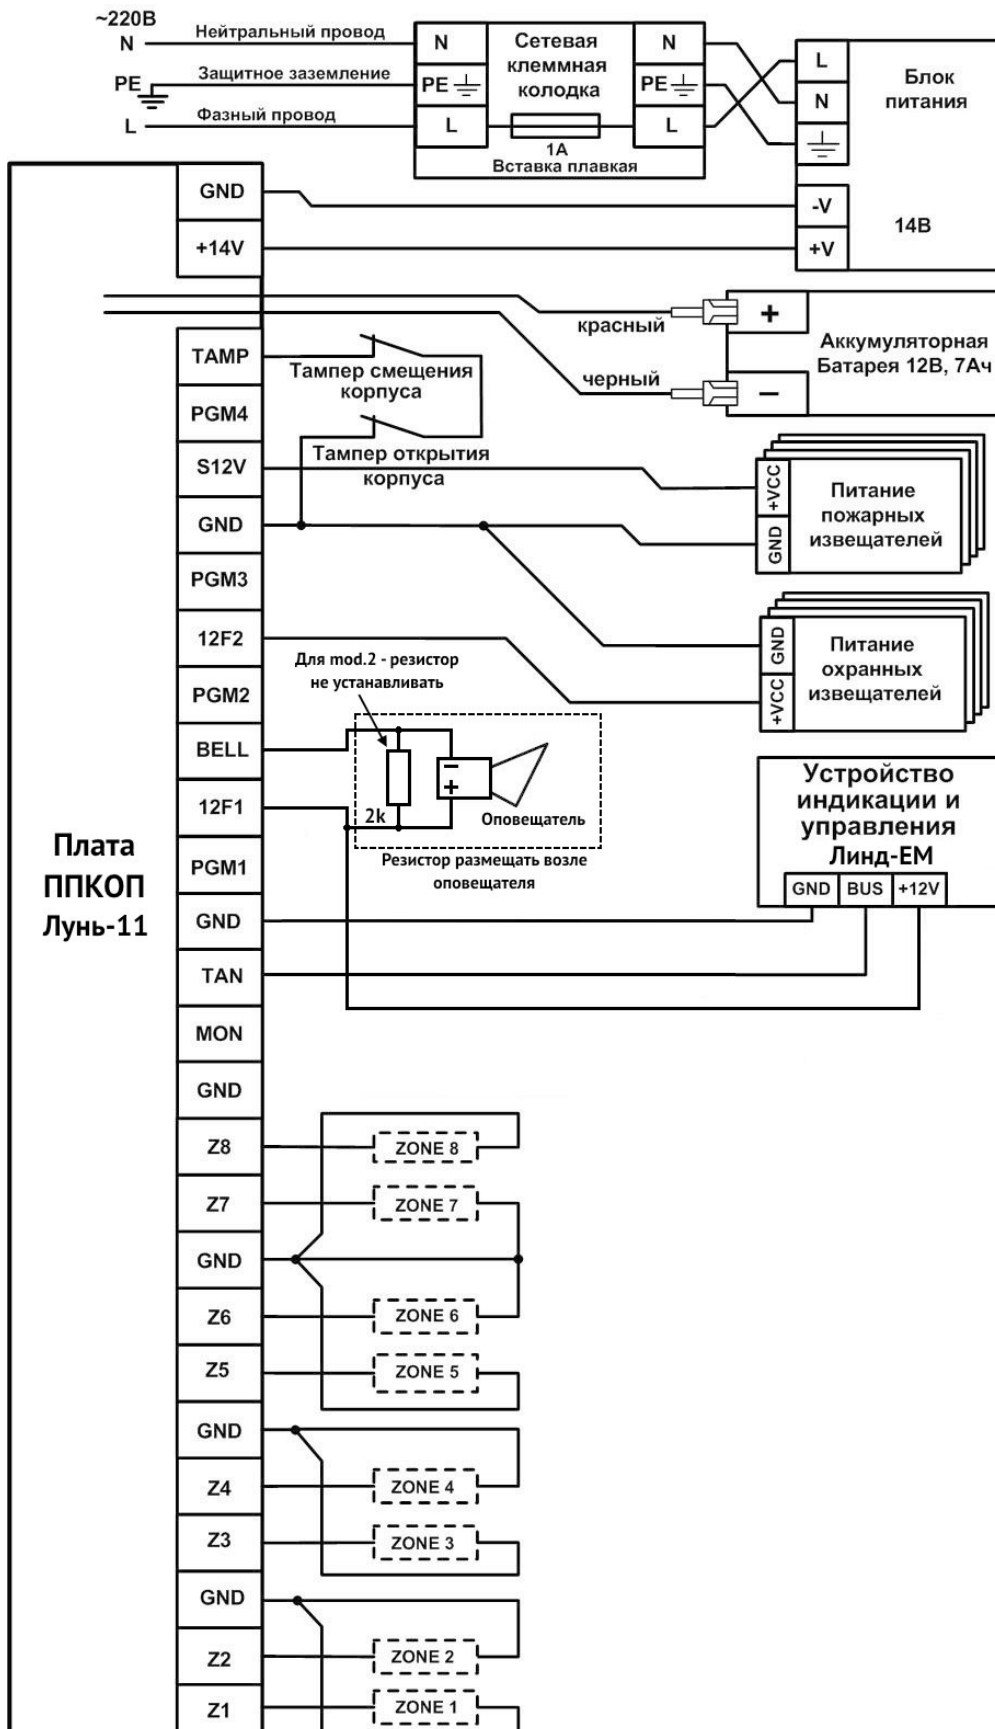 ~220В
N
Нейтральный провод
PE
Защитное заземление
L
Фазный провод
N
PE
L
Сетевая
клеммная
колодка
1А
Вставка плавкая
N
PE
L
L
N
Блок
питания
-V
+V
14В
GND
+14V
красный
черный
+
−
Аккумуляторная
Батарея 12В, 7Ач
TAMP
Тампер смещения
корпуса
PGM4
Тампер открытия
корпуса
S12V
GND
+VCC
GND
Питание
пожарных
извещателей
PGM3
12F2
GND
+VCC
Питание
охранных
извещателей
Для mod.2 - резистор
не устанавливать
PGM2
BELL
12F1
2k
−
+
Оповещатель
Резистор размещать возле
оповещателя
PGM1
Устройство
индикации и
управления
Линд-ЕМ
GND BUS +12V
Плата
ППКОП
Лунь-11
GND
TAN
MON
GND
Z8
ZONE 8
Z7
ZONE 7
GND
Z6
ZONE 6
Z5
ZONE 5
GND
Z4
ZONE 4
Z3
ZONE 3
GND
Z2
ZONE 2
Z1
ZONE 1